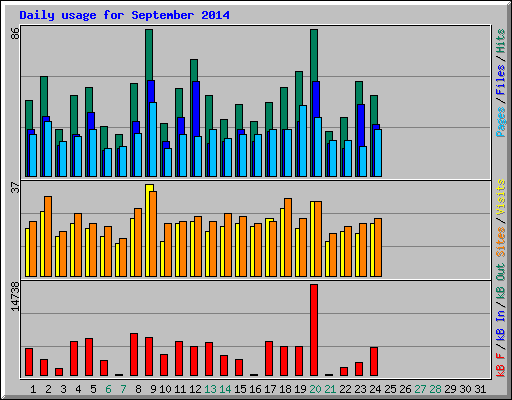 Daily usage for September 2014
86
37
14738
Pages / Files / Hits
Sites / Visits
kB F / kB In / kB Out
1 2 3 4 5 6 7 8 9 10 11 12 13 14 15 16 17 18 19 20 21 22 23 24 25 26 27 28 29 30 31